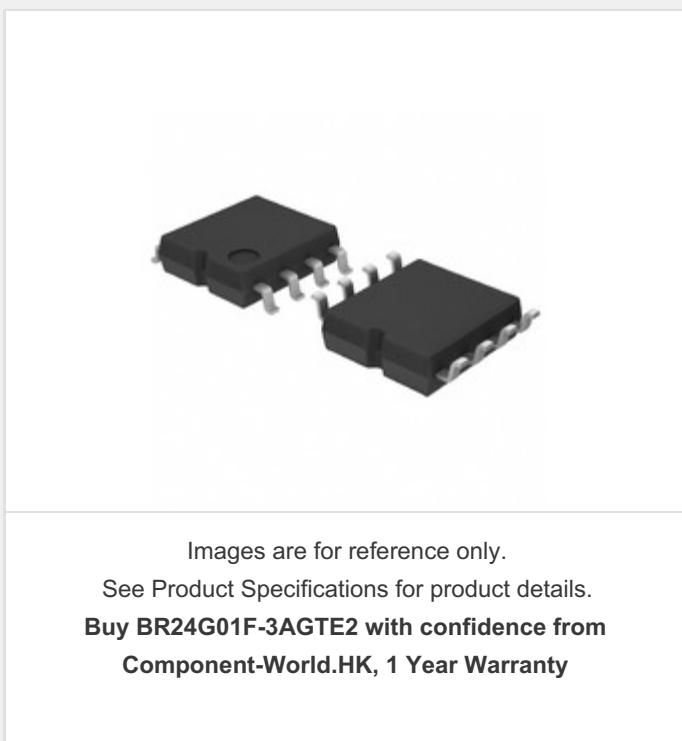 Images are for reference only.
See Product Specifications for product details.
Buy BR24G01F-3AGTE2 with confidence from
Component-World.HK, 1 Year Warranty